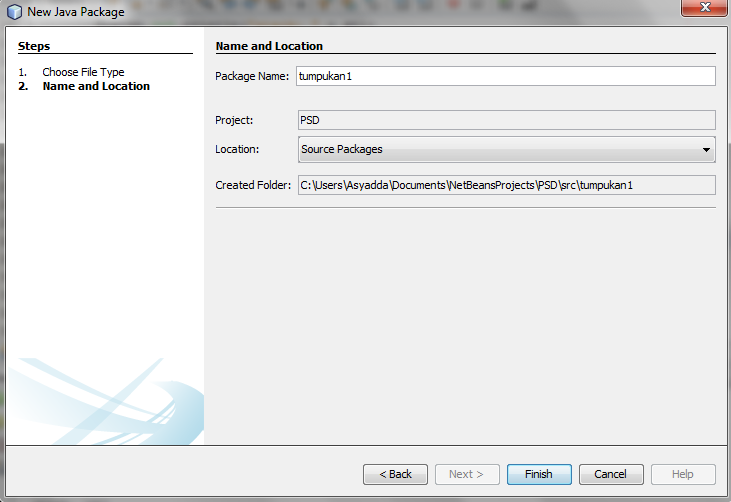 New Java Package
Steps
1. Choose File Type
2. Name and Location
Name and Location
Package Name: tumpukan1
Project: PSD
Location: Source Packages
Created Folder: C:\Users\Asyadda\Documents\NetBeansProjects\PSD\src\tumpukan1
< Back Next > Finish Cancel Help